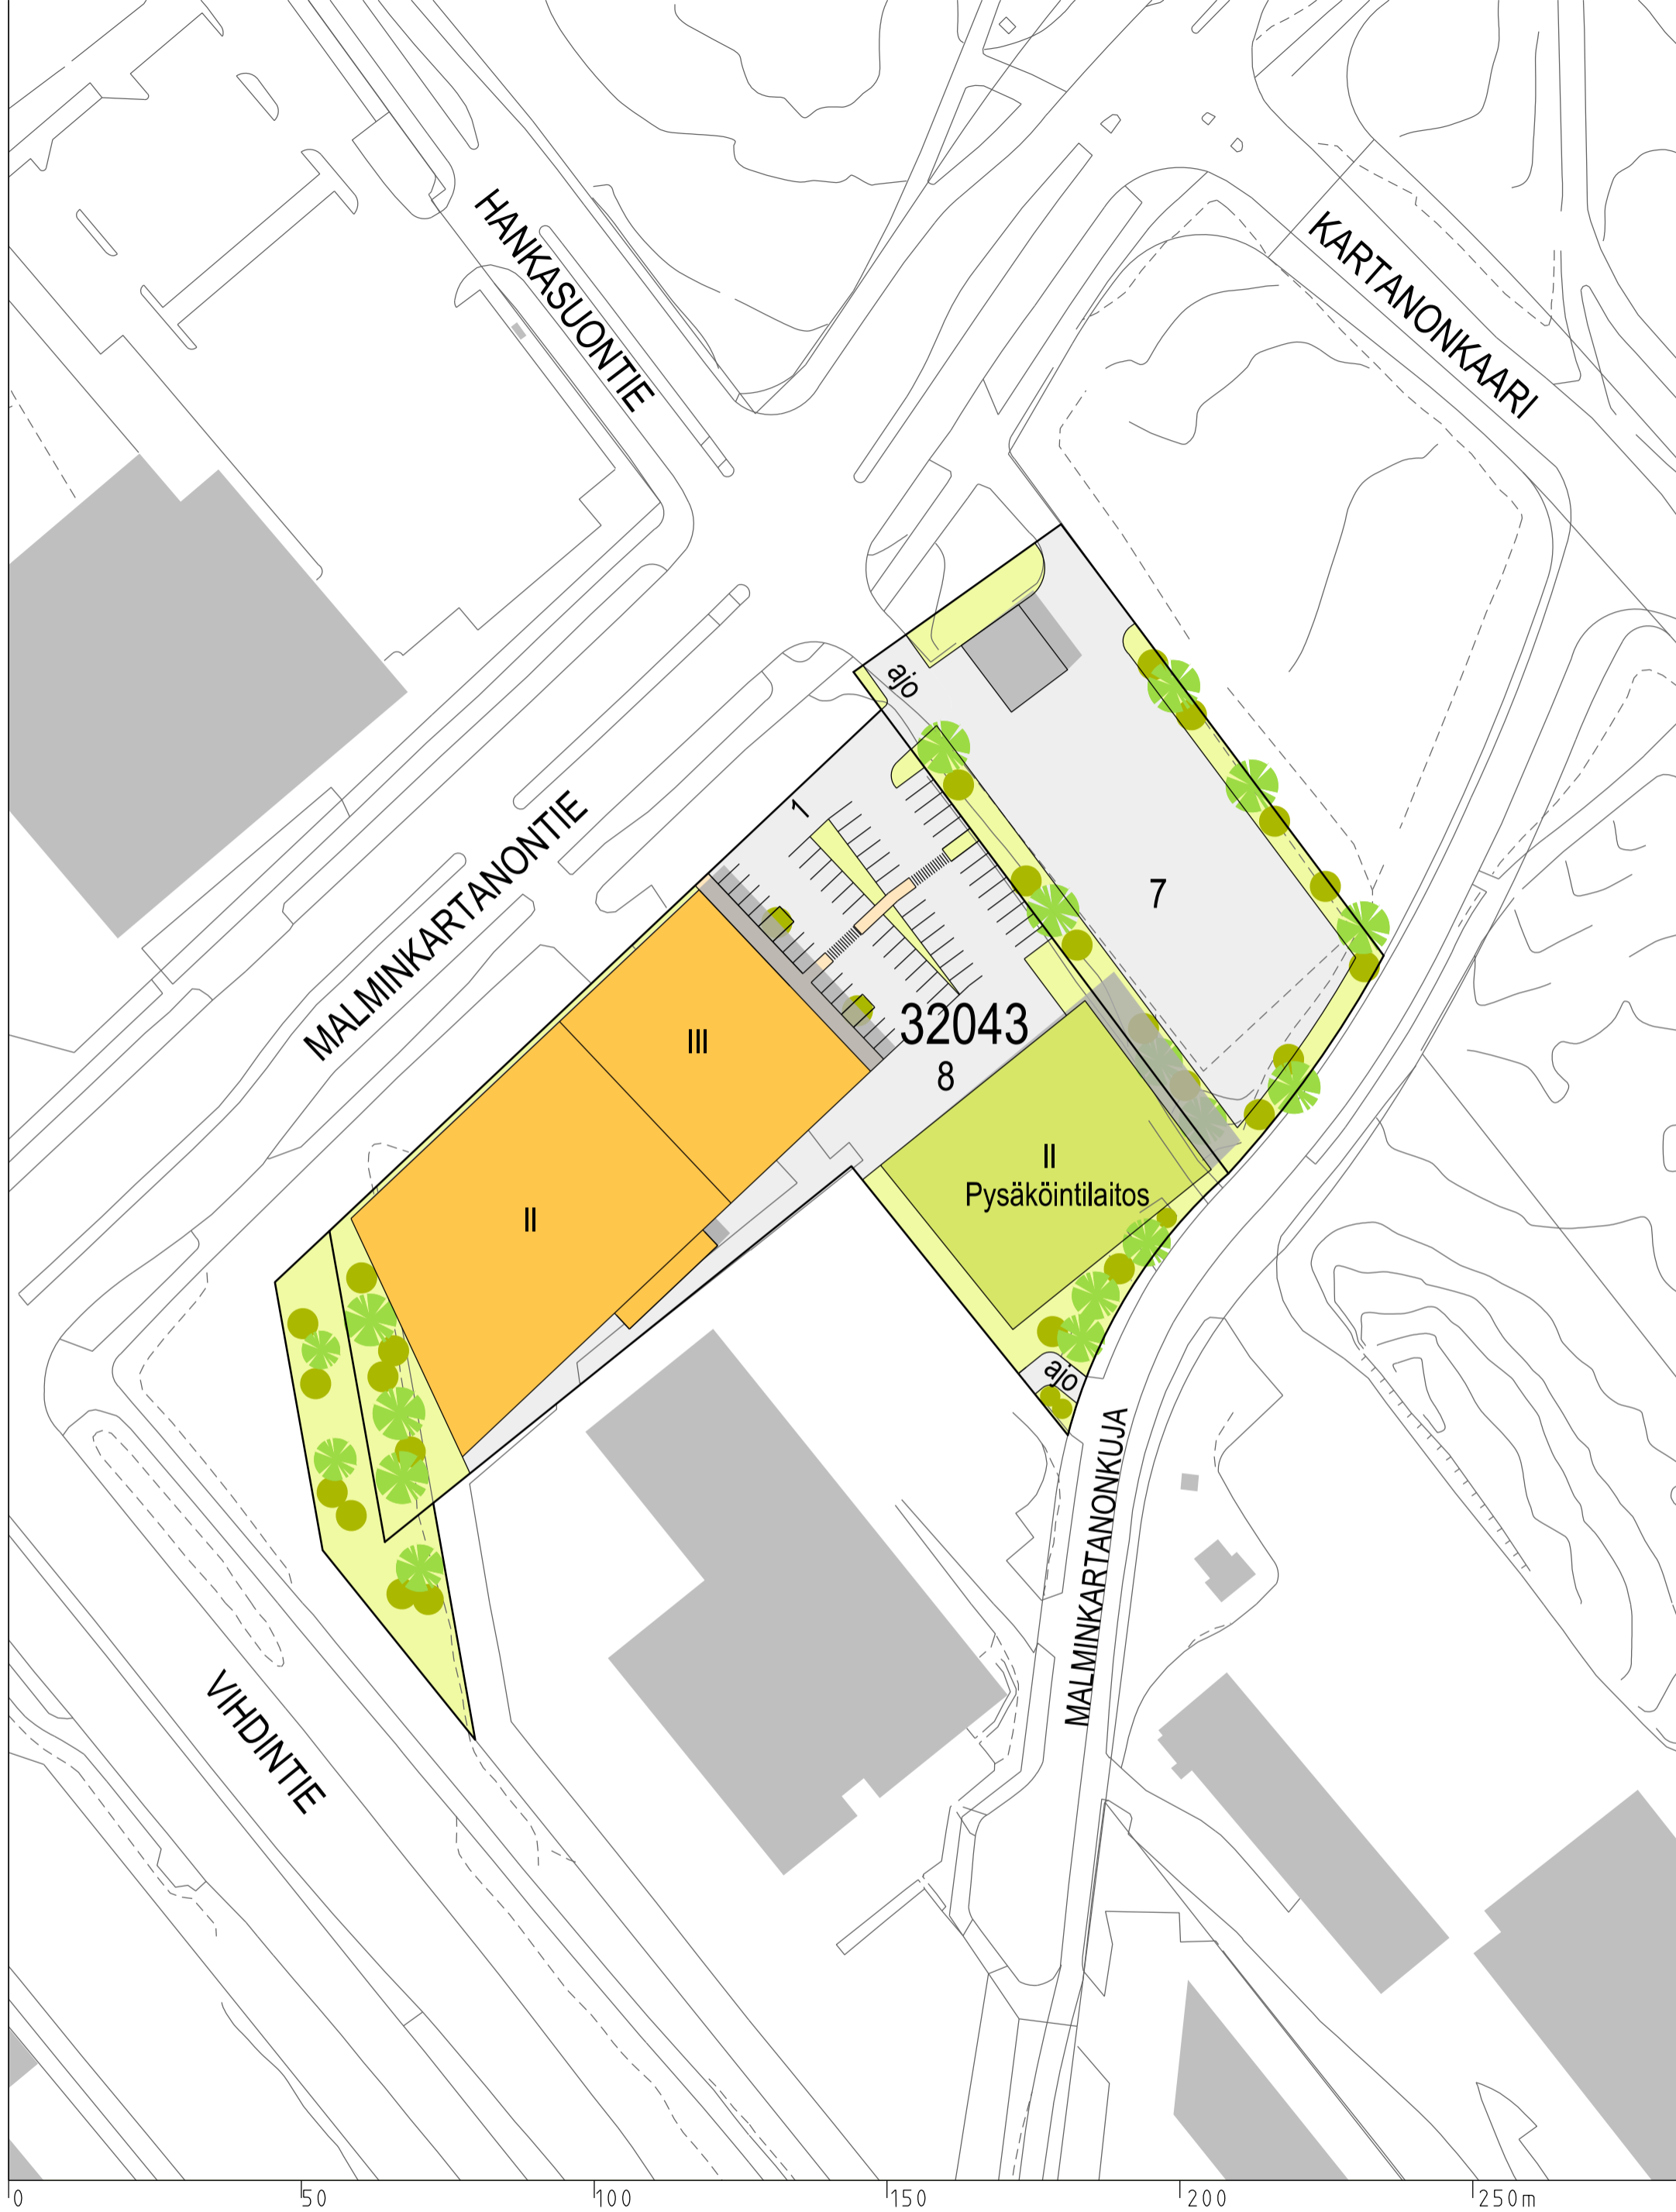 HANKASUONTIE
KARTANONKAARI
ajo
MALMINKARTANONTIE
1
7
32043
8
III
II
II
Pysäköintilaitos
ajo
MALMINKARTANONKUJA
VIHDINTIE
0 50 100 150 200 250m